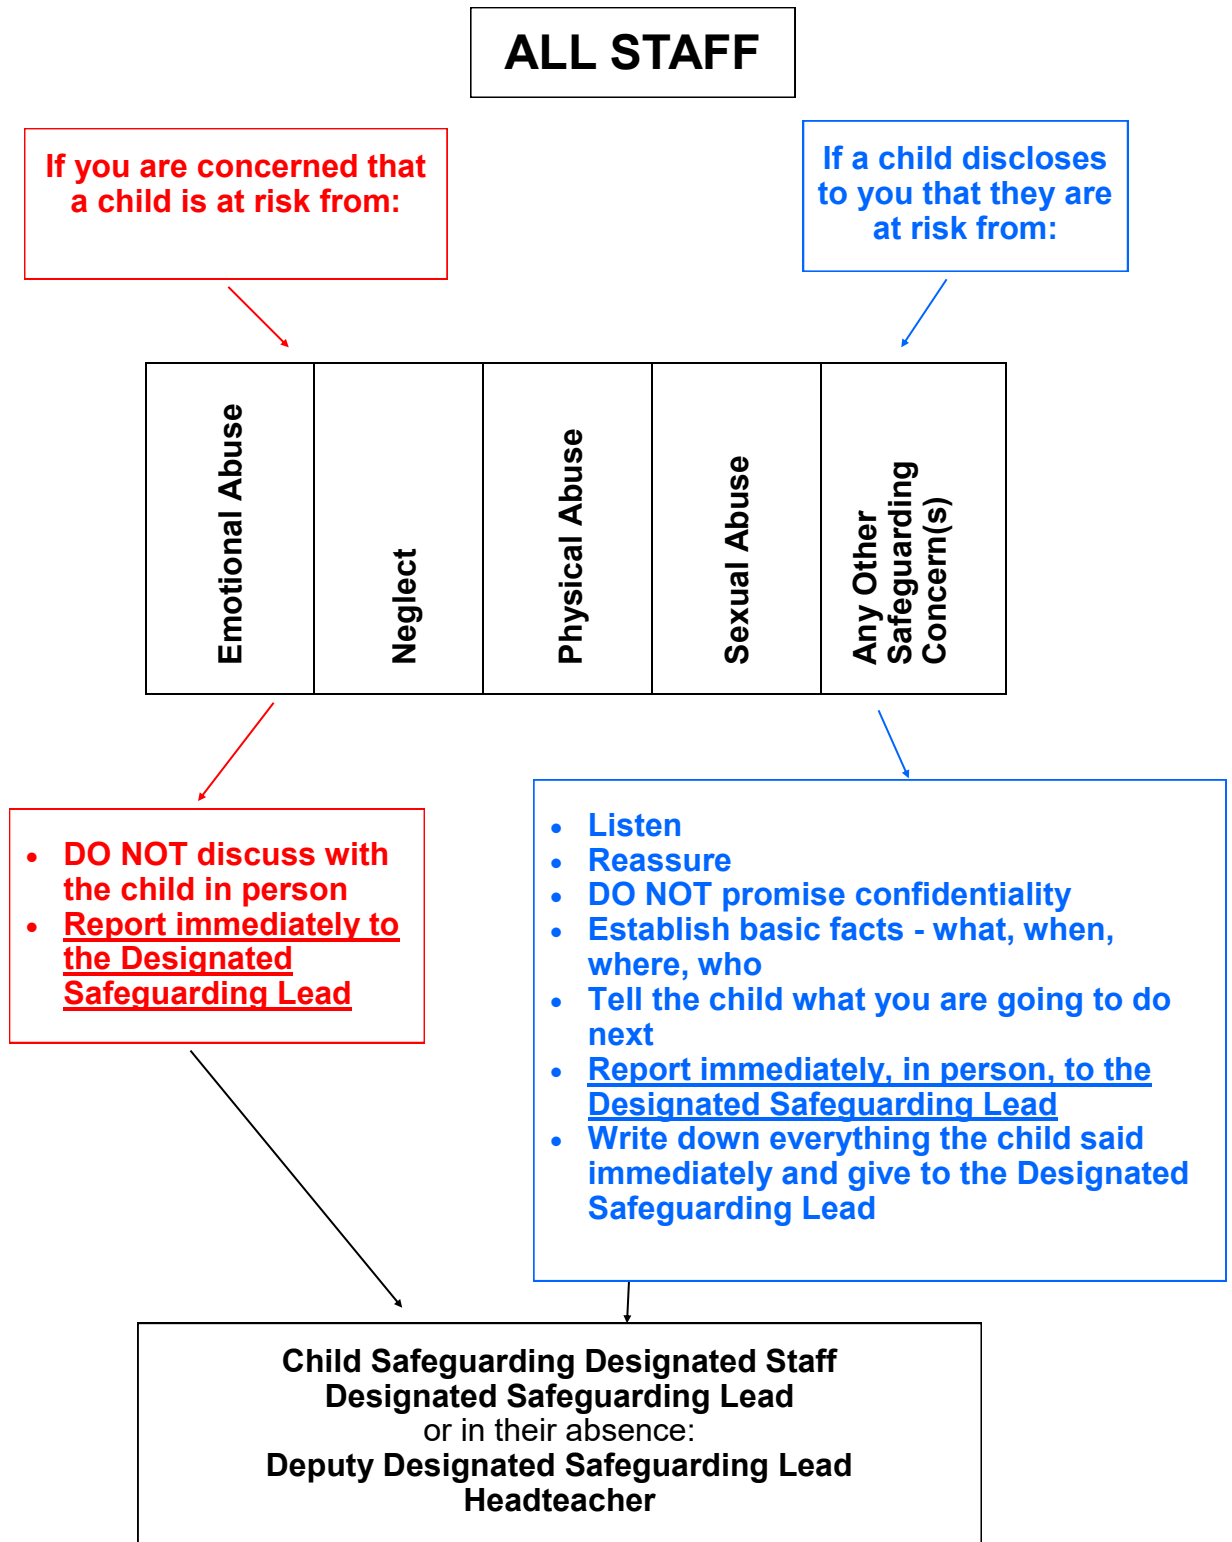 ALL STAFF
If you are concerned that
a child is at risk from:
If a child discloses
to you that they are
at risk from:
Emotional Abuse
Neglect
Physical Abuse
Sexual Abuse
Any Other
Safeguarding
Concern(s)
• DO NOT discuss with
the child in person
• Report immediately to
the Designated
Safeguarding Lead
• Listen
• Reassure
• DO NOT promise confidentiality
• Establish basic facts - what, when,
where, who
• Tell the child what you are going to do
next
• Report immediately, in person, to the
Designated Safeguarding Lead
• Write down everything the child said
immediately and give to the Designated
Safeguarding Lead
Child Safeguarding Designated Staff
Designated Safeguarding Lead
or in their absence:
Deputy Designated Safeguarding Lead
Headteacher